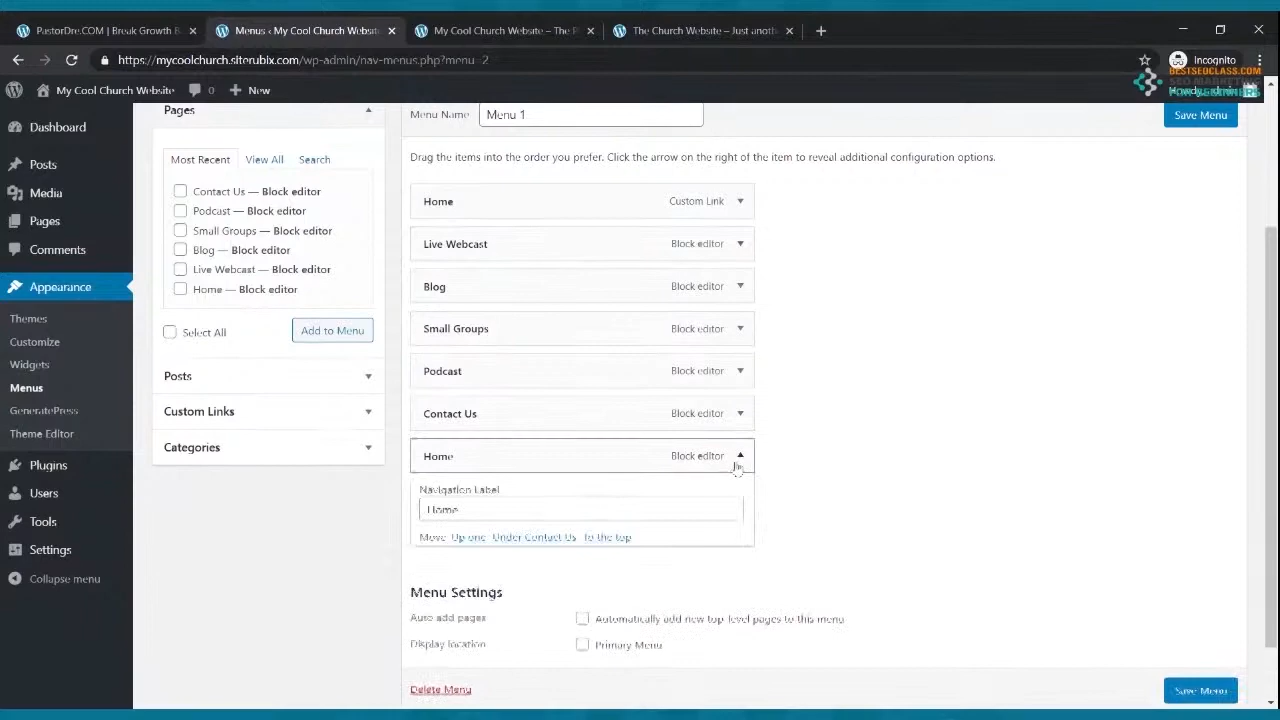 PastorDre.COM | Break Growth B
Menus ‹ My Cool Church Website
My Cool Church Website – The P
The Church Website – Just anoth
https://mycoolchurch.siterubix.com/wp-admin/nav-menus.php?menu=2
Incognito
BESTSEOCLASS.COM
SEO MARKETING
FOR BEGINNERS
My Cool Church Website
0
New
Dashboard
Posts
Media
Pages
Comments
Appearance
Themes
Customize
Widgets
Menus
GeneratePress
Theme Editor
Plugins
Users
Tools
Settings
Collapse menu
Pages
Most Recent View All Search
Contact Us — Block editor
Podcast — Block editor
Small Groups — Block editor
Blog — Block editor
Live Webcast — Block editor
Home — Block editor
Select All
Add to Menu
Posts
Custom Links
Categories
Menu Name Menu 1
Save Menu
Drag the items into the order you prefer. Click the arrow on the right of the item to reveal additional configuration options.
Home Custom Link
Live Webcast Block editor
Blog Block editor
Small Groups Block editor
Podcast Block editor
Contact Us Block editor
Home Block editor
Navigation Label
Home
Move Up one Under Contact Us To the top
Menu Settings
Auto add pages Automatically add new top-level pages to this menu
Display location Primary Menu
Delete Menu
Save Menu